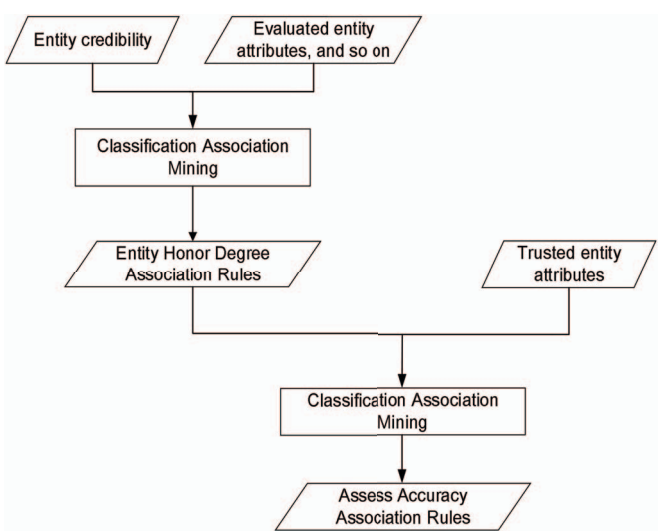 Entity credibility
Evaluated entity
attributes, and so on
Classification Association
Mining
Entity Honor Degree
Association Rules
Trusted entity
attributes
Classification Association
Mining
Assess Accuracy
Association Rules